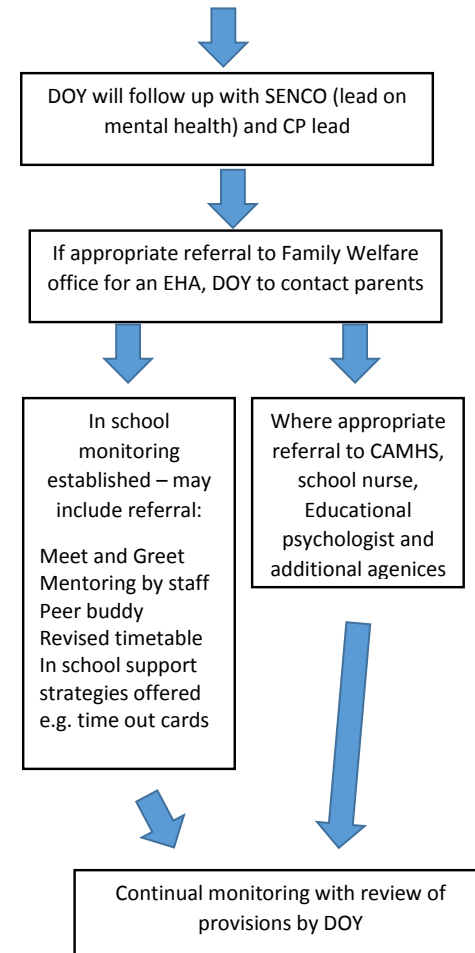 DOY will follow up with SENCO (lead on
mental health) and CP lead
If appropriate referral to Family Welfare
office for an EHA, DOY to contact parents
In school
monitoring
established – may
include referral:
Meet and Greet
Mentoring by staff
Peer buddy
Revised timetable
In school support
strategies offered
e.g. time out cards
Where appropriate
referral to CAMHS,
school nurse,
Educational
psychologist and
additional agenices
Continual monitoring with review of
provisions by DOY